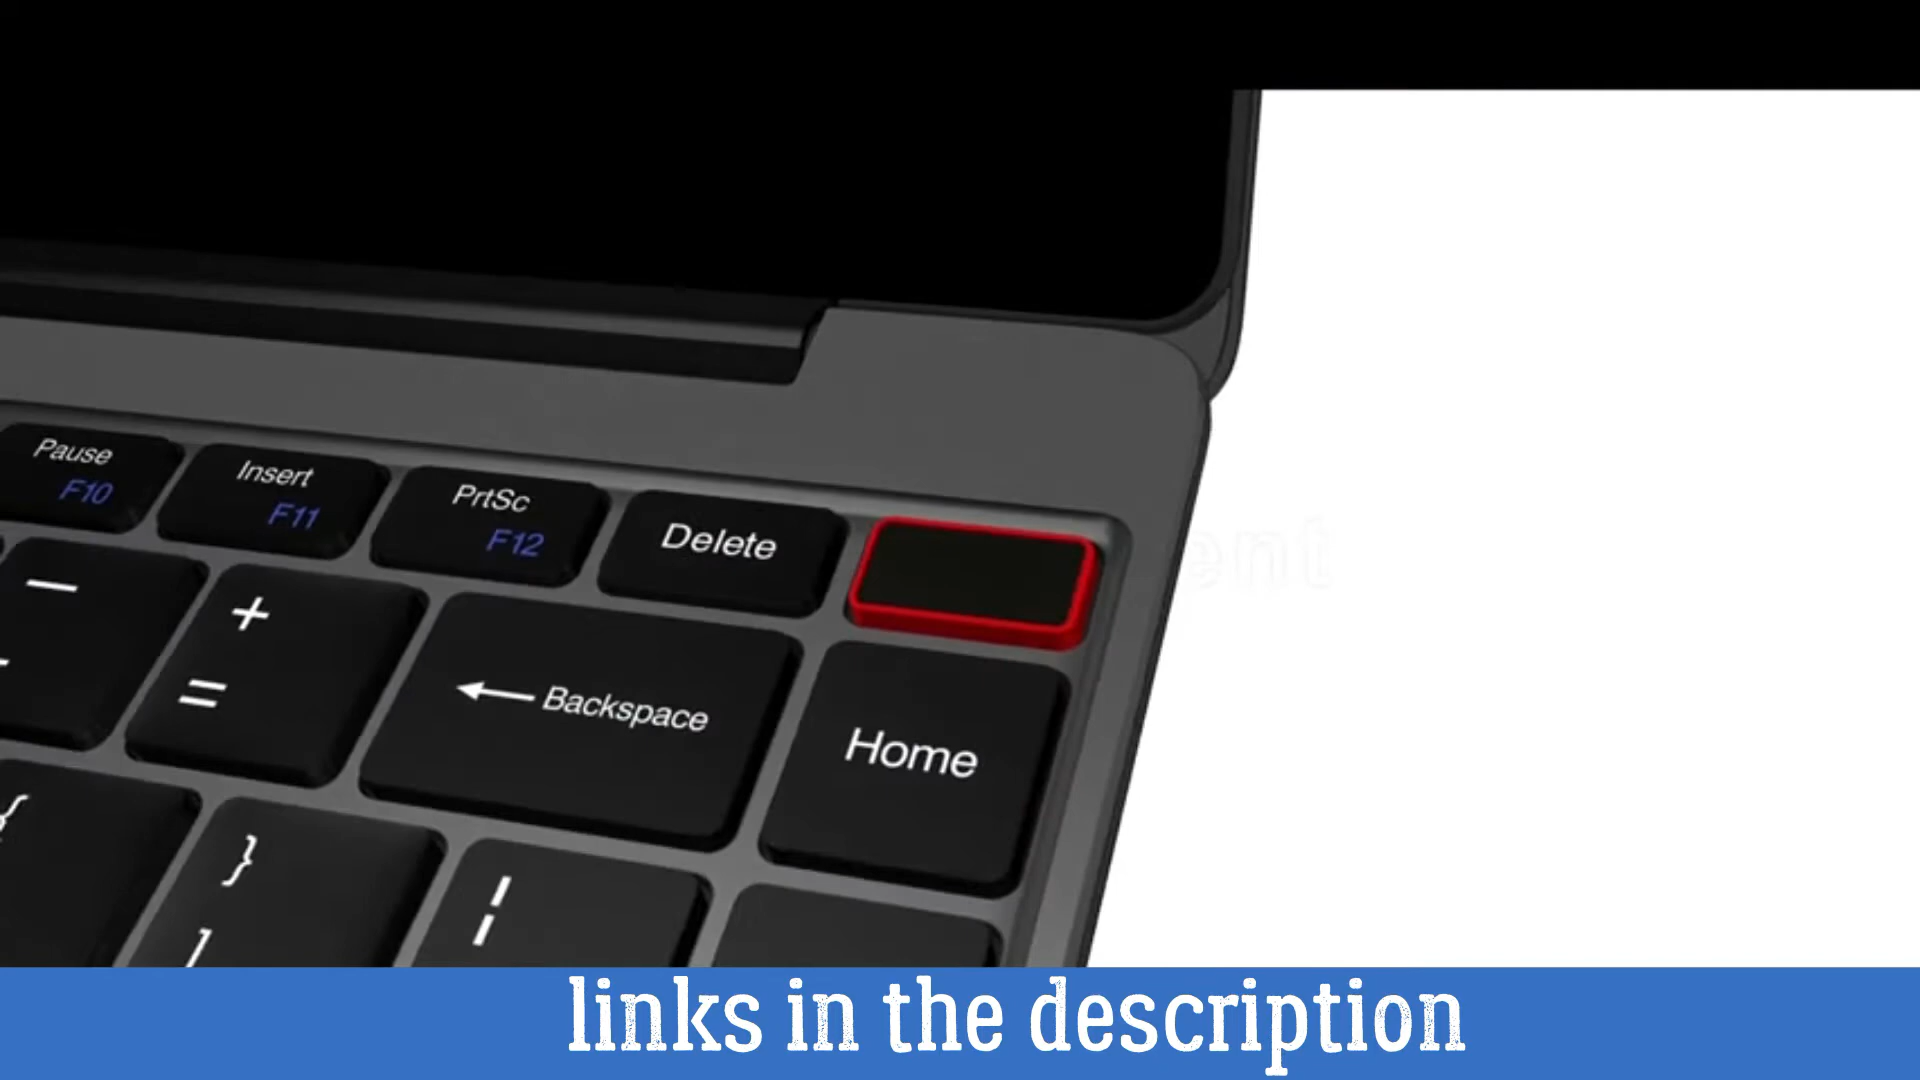 Pause
F10
Insert
F11
PrtSc
F12
Delete
—
+
=
Backspace
Home
{
}
]
¦
links in the description